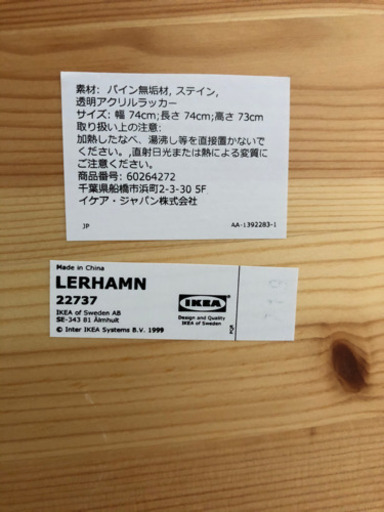 素材: パイン無垢材, ステイン,
透明アクリルラッカー
サイズ: 幅 74cm;長さ 74cm;高さ 73cm
取り扱い上の注意:
加熱したなべ、湯沸し等を直接置かないで
ください。,直射日光または熱による変質に
ご注意ください。
商品番号: 60264272
千葉県船橋市浜町2-3-30 5F
イケア・ジャパン株式会社
JP AA-1392283-1
Made in China
LERHAMN
22737
IKEA of Sweden AB
SE-343 81 Älmhult
© Inter IKEA Systems B.V. 1999
IKEA
Design and Quality
IKEA of Sweden